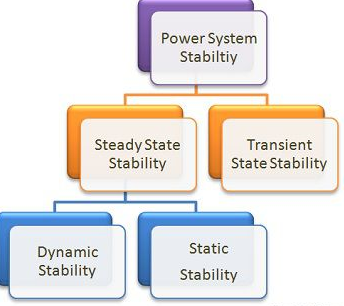 Power System
Stabiltiy
Steady State
Stability
Transient
State Stability
Dynamic
Stability
Static
Stability